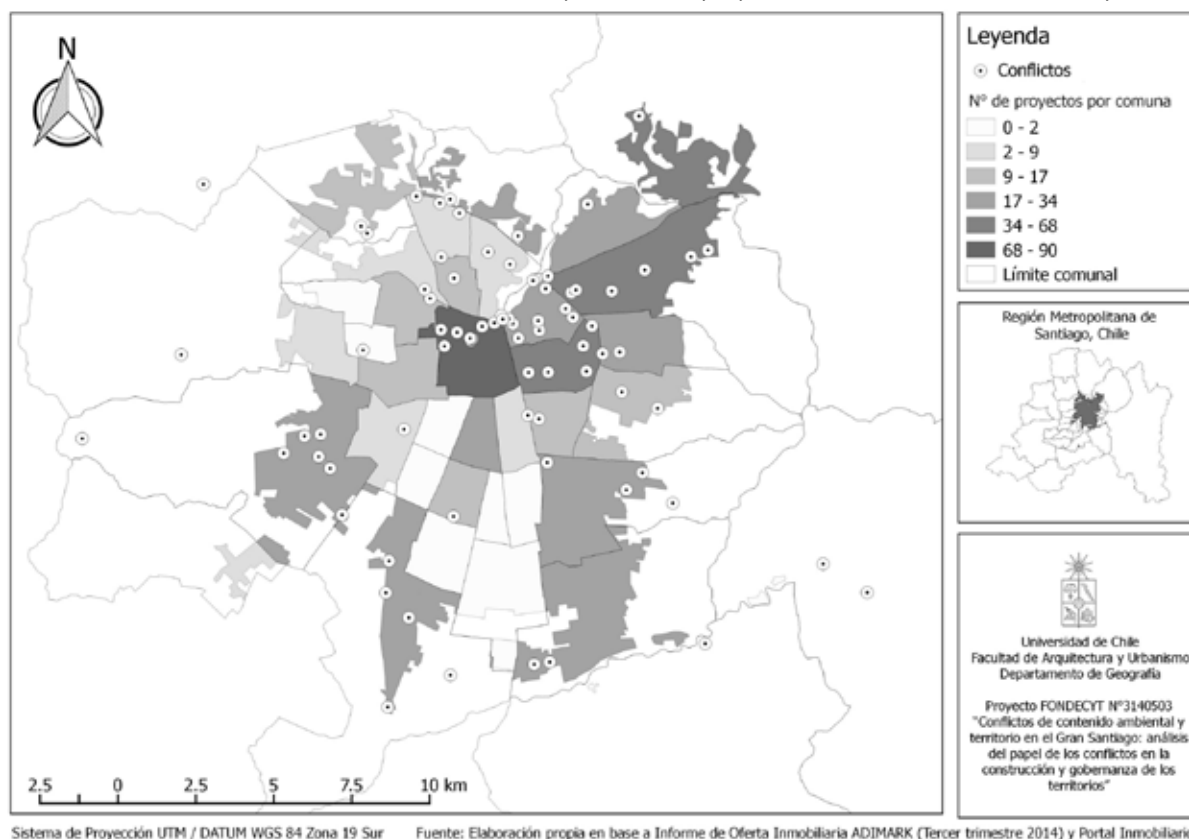 N
Leyenda
Conflictos
Nº de proyectos por comuna
0 - 2
2 - 9
9 - 17
17 - 34
34 - 68
68 - 90
Límite comunal
Región Metropolitana de
Santiago, Chile
Universidad de Chile
Facultad de Arquitectura y Urbanismo
Departamento de Geografía
Proyecto FONDECYT Nº3140503
"Conflictos de contenido ambiental y
territorio en el Gran Santiago: análisis
del papel de los conflictos en la
construcción y gobernanza de los
territorios"
2.5 0 2.5 5 7.5 10 km
Sistema de Proyección UTM / DATUM WGS 84 Zona 19 Sur Fuente: Elaboración propia en base a Informe de Oferta Inmobiliaria ADIMARK (Tercer trimestre 2014) y Portal Inmobiliario